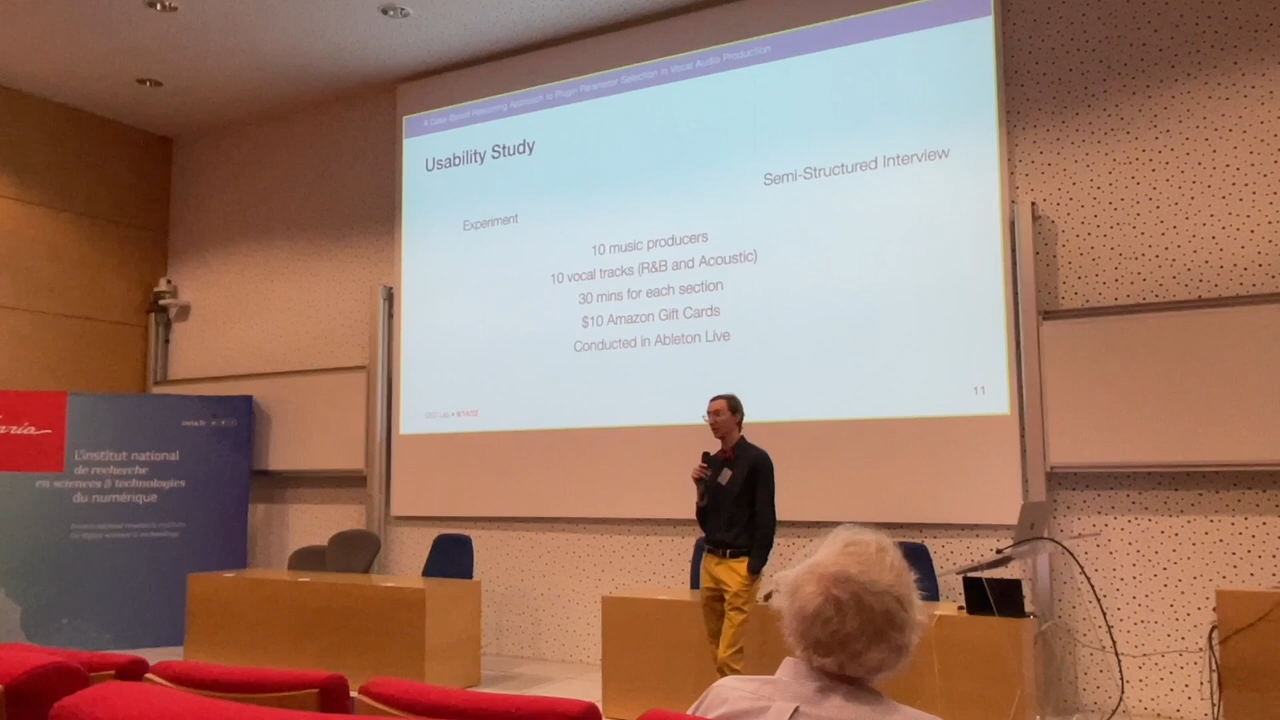 A Case-Based Reasoning Approach to Plugin Parameter Selection in Vocal Audio Production
Usability Study
Semi-Structured Interview
Experiment
10 music producers
10 vocal tracks (R&B and Acoustic)
30 mins for each section
$10 Amazon Gift Cards
Conducted in Ableton Live
11
L'institut national
de recherche
en sciences & technologies
du numérique